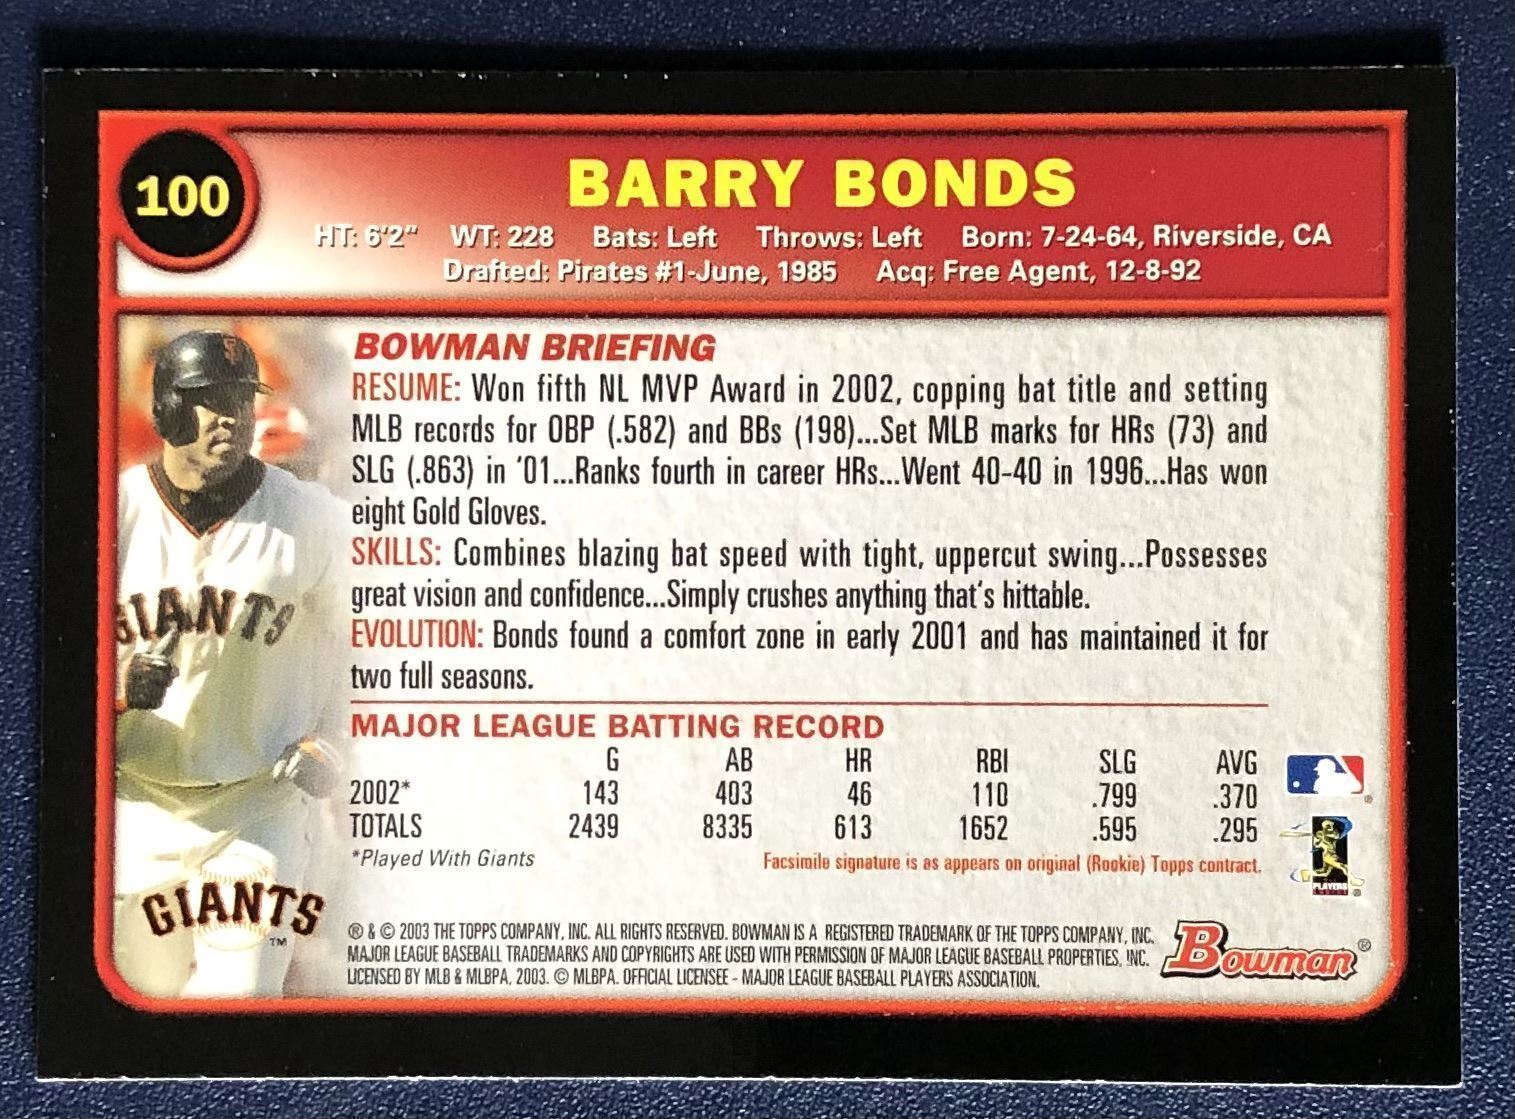 100
BARRY BONDS
HT: 6'2" WT: 228 Bats: Left Throws: Left Born: 7-24-64, Riverside, CA
Drafted: Pirates #1-June, 1985 Acq: Free Agent, 12-8-92
BOWMAN BRIEFING
RESUME: Won fifth NL MVP Award in 2002, copping bat title and setting
MLB records for OBP (.582) and BBs (198)...Set MLB marks for HRs (73) and
SLG (.863) in '01...Ranks fourth in career HRs...Went 40-40 in 1996...Has won
eight Gold Gloves.
SKILLS: Combines blazing bat speed with tight, uppercut swing...Possesses
great vision and confidence...Simply crushes anything that's hittable.
EVOLUTION: Bonds found a comfort zone in early 2001 and has maintained it for
two full seasons.
GIANTS
MAJOR LEAGUE BATTING RECORD
G AB HR RBI SLG AVG
2002* 143 403 46 110 .799 .370
TOTALS 2439 8335 613 1652 .595 .295
*Played With Giants
Facsimile signature is as appears on original (Rookie) Topps contract.
PLAYERS
GIANTS™
® & © 2003 THE TOPPS COMPANY, INC. ALL RIGHTS RESERVED. BOWMAN IS A REGISTERED TRADEMARK OF THE TOPPS COMPANY, INC.
MAJOR LEAGUE BASEBALL TRADEMARKS AND COPYRIGHTS ARE USED WITH PERMISSION OF MAJOR LEAGUE BASEBALL PROPERTIES, INC.
LICENSED BY MLB & MLBPA, 2003. © MLBPA. OFFICIAL LICENSEE - MAJOR LEAGUE BASEBALL PLAYERS ASSOCIATION.
Bowman®